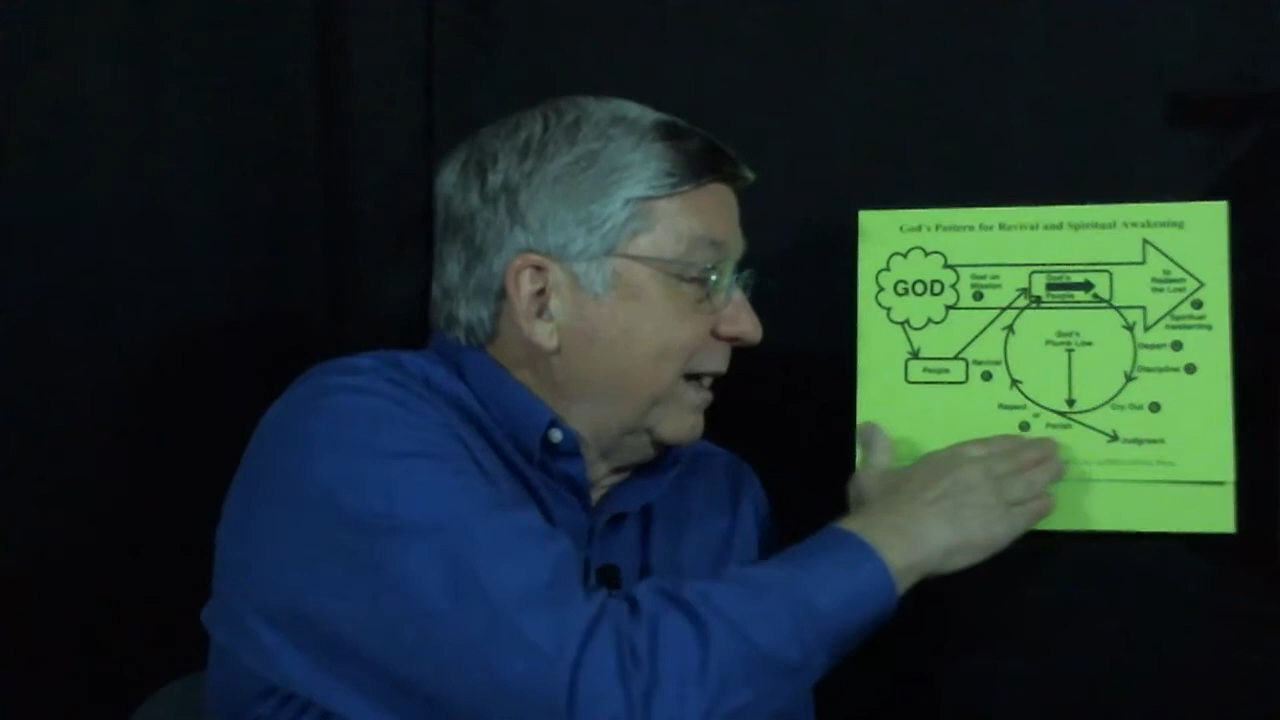 God's Pattern for Revival and Spiritual Awakening
GOD
God on
Mission
God's
People
to
Redeem
the Lost
Spiritual
Awakening
God's
Plumb Line
Depart
People
Revival
Discipline
Repent
or
Perish
Cry Out
Judgment